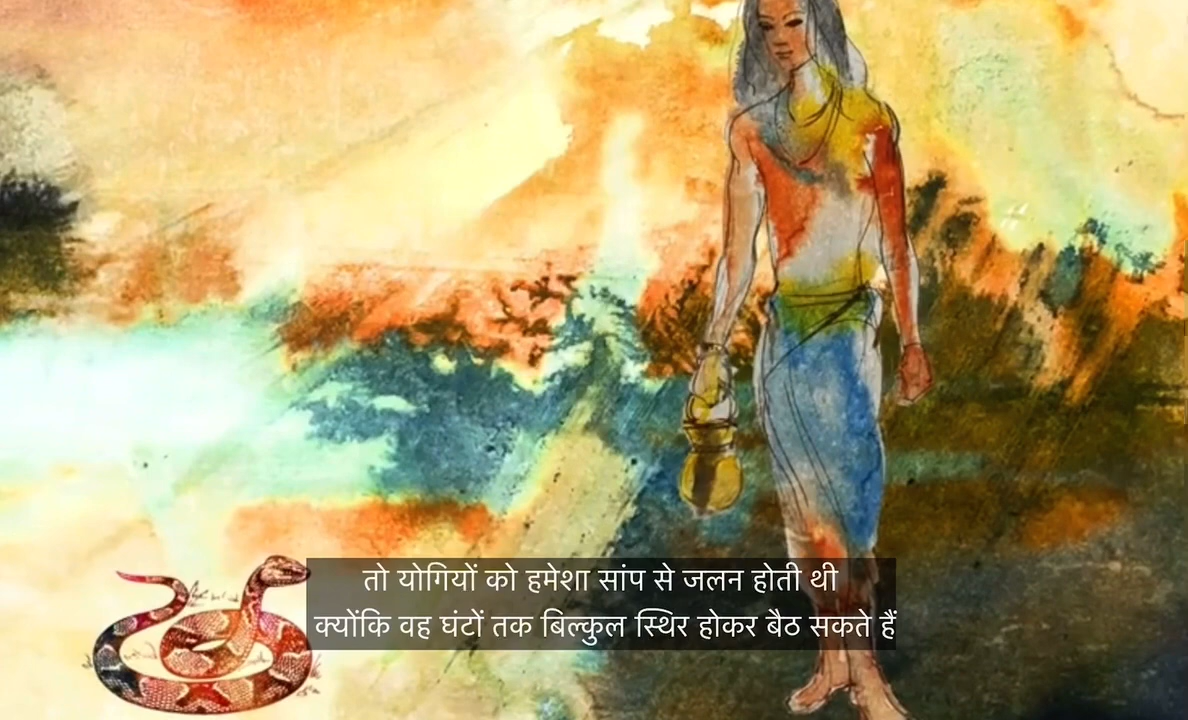 तो योगियों को हमेशा सांप से जलन होती थी
क्योंकि वह घंटों तक बिल्कुल स्थिर होकर बैठ सकते हैं